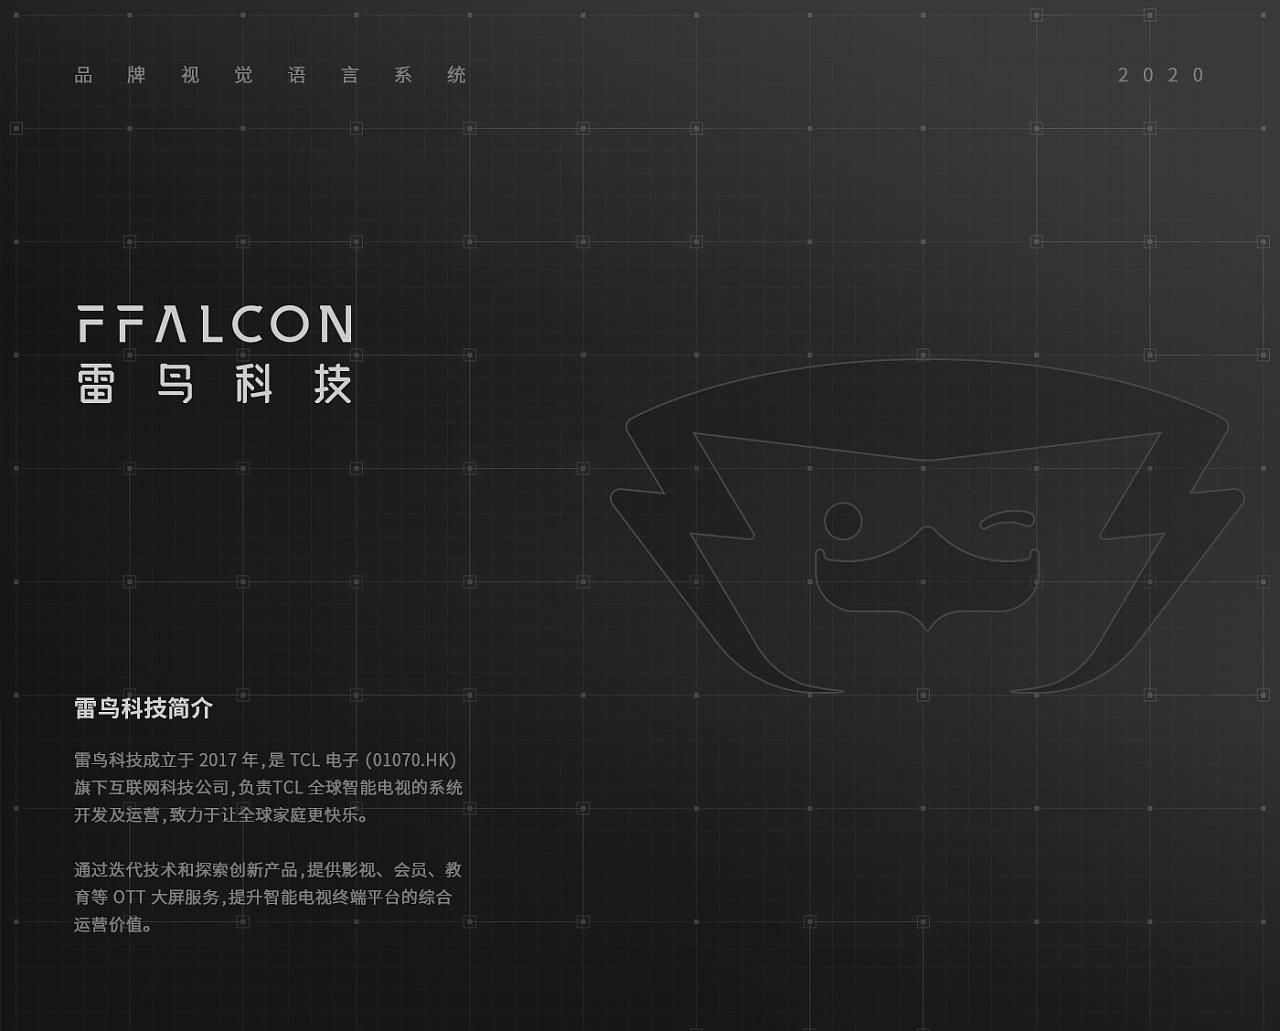 品牌视觉语言系统
2020
FFALCON
雷鸟科技
雷鸟科技简介
雷鸟科技成立于 2017 年,是 TCL 电子 (01070.HK)
旗下互联网科技公司,负责TCL 全球智能电视的系统
开发及运营,致力于让全球家庭更快乐。
通过迭代技术和探索创新产品,提供影视、会员、教
育等 OTT 大屏服务,提升智能电视终端平台的综合
运营价值。